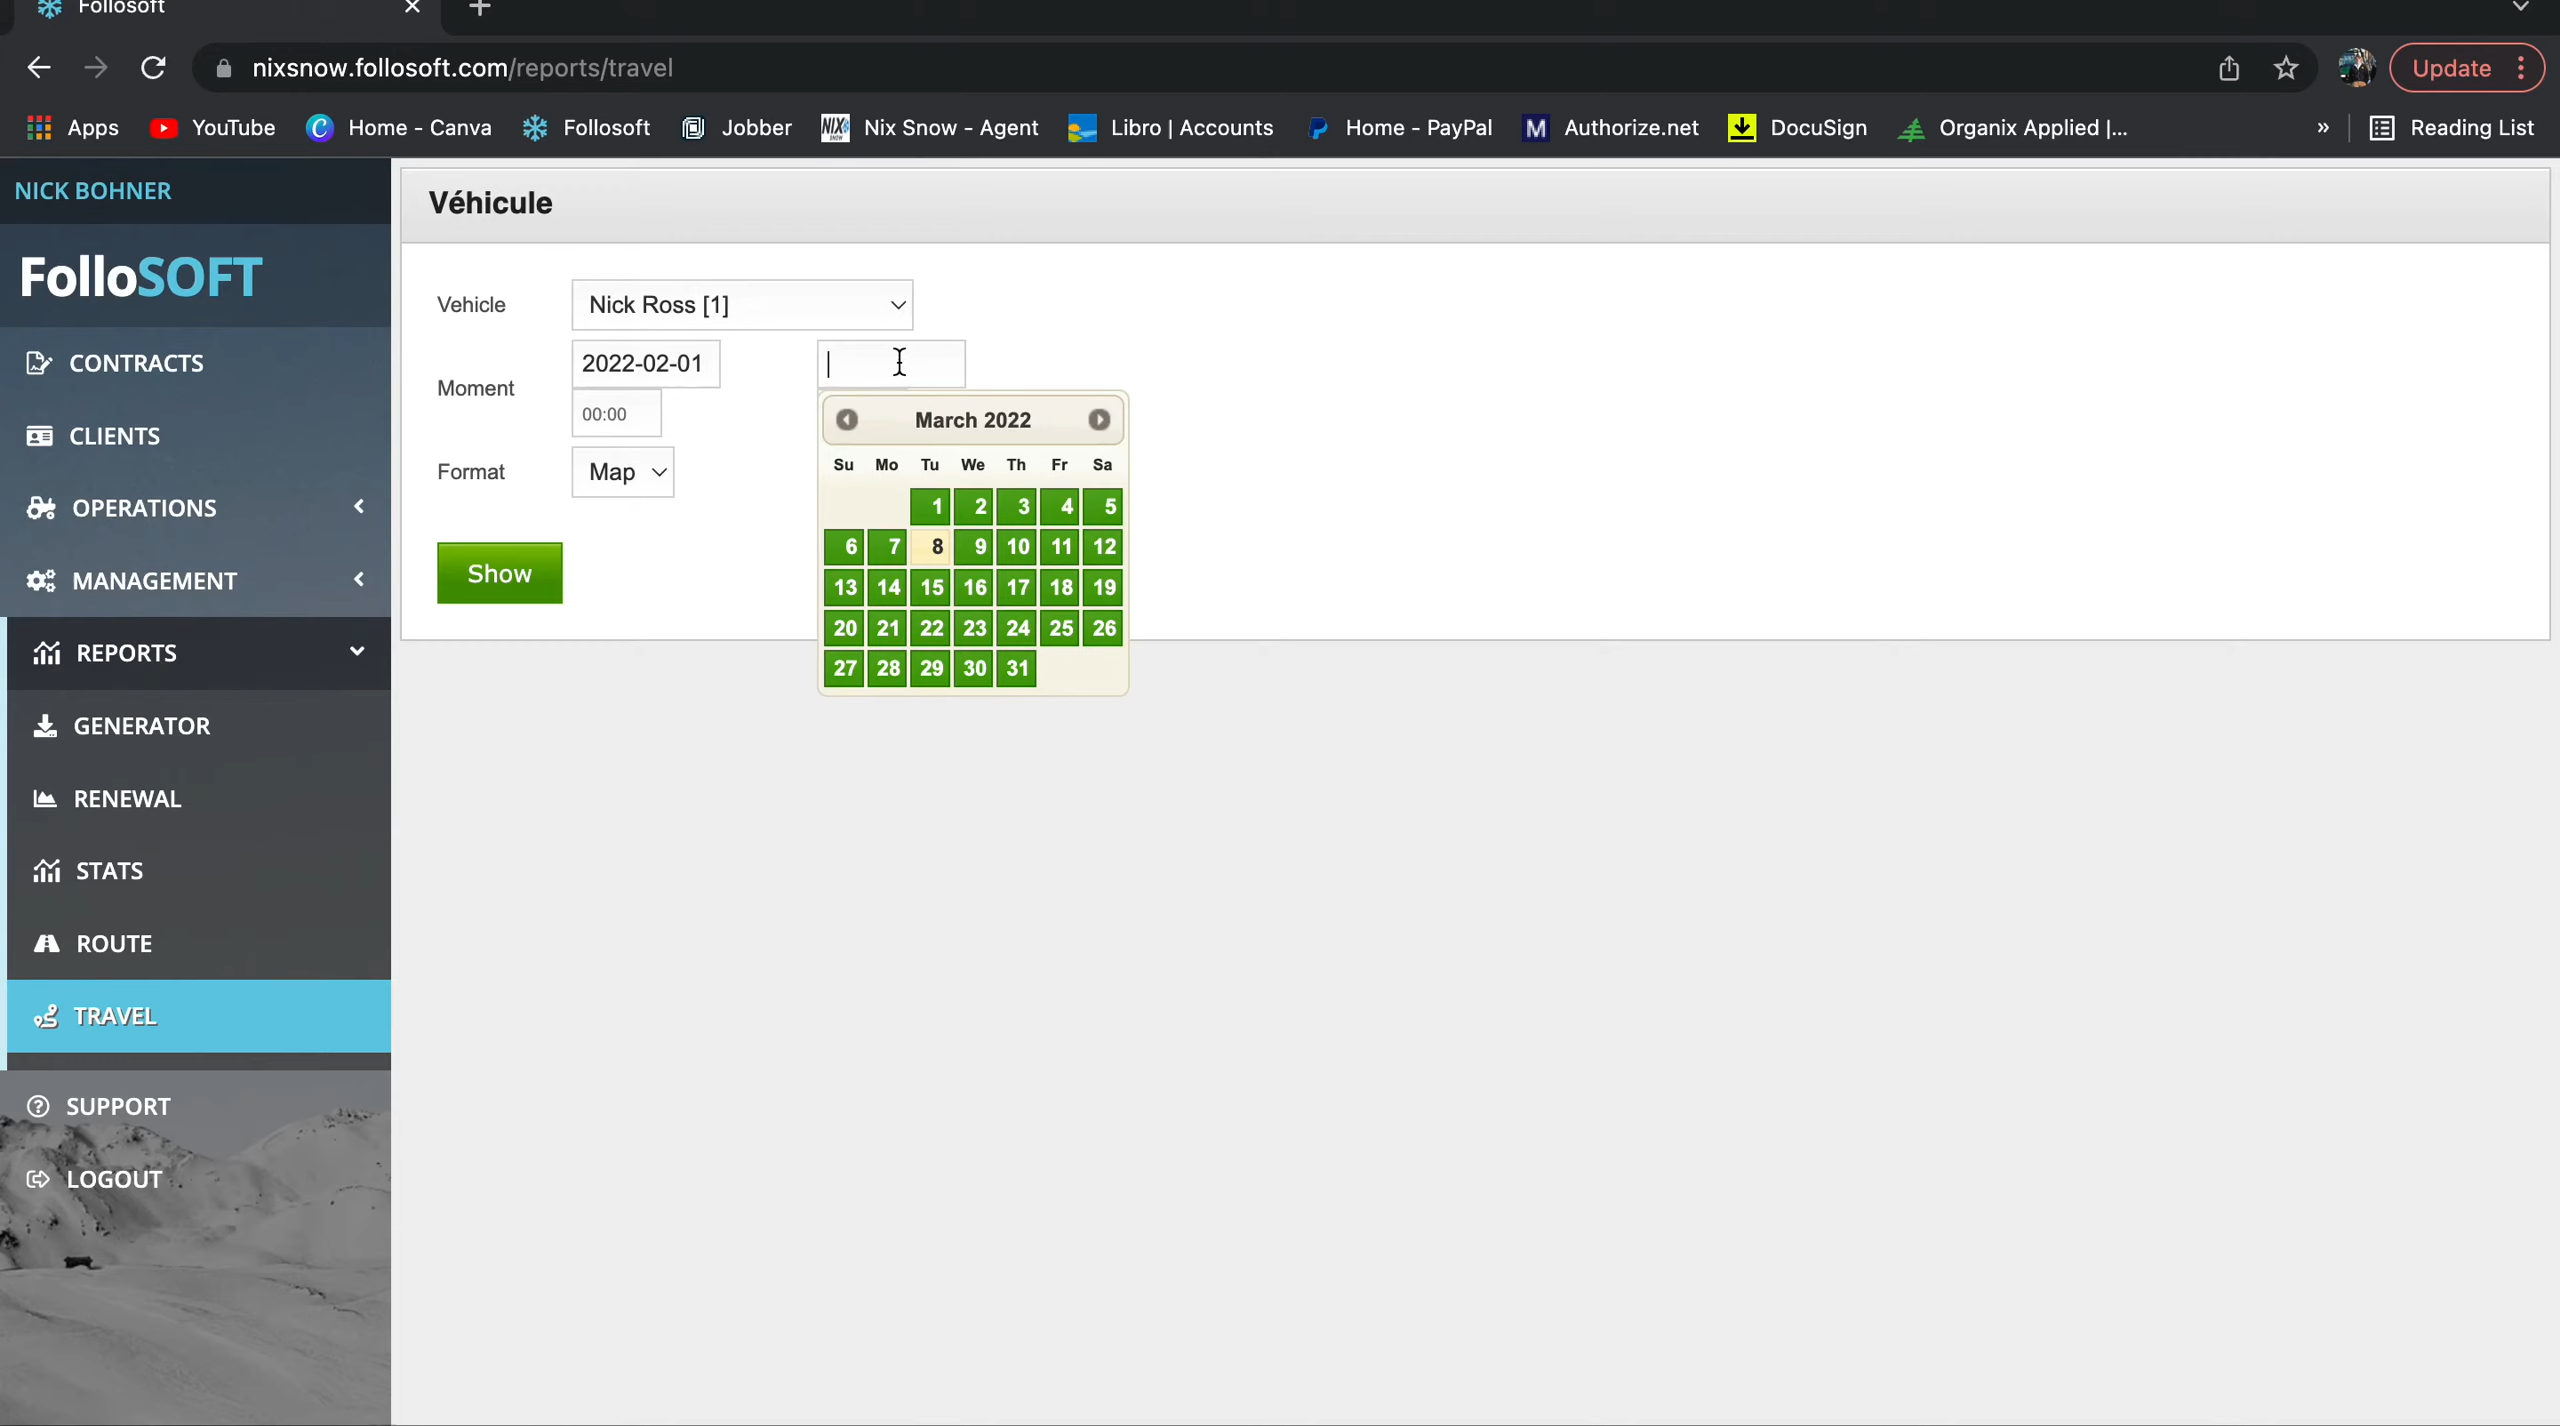 Follosoft
nixsnow.follosoft.com/reports/travel
Update
Apps YouTube Home - Canva Follosoft Jobber Nix Snow - Agent Libro | Accounts Home - PayPal Authorize.net DocuSign Organix Applied |... » Reading List
NICK BOHNER
FolloSOFT
CONTRACTS
CLIENTS
OPERATIONS
MANAGEMENT
REPORTS
GENERATOR
RENEWAL
STATS
ROUTE
TRAVEL
SUPPORT
LOGOUT
Véhicule
Vehicle Nick Ross [1]
Moment 2022-02-01
00:00
Format Map
Show
March 2022
Su Mo Tu We Th Fr Sa
1 2 3 4 5
6 7 8 9 10 11 12
13 14 15 16 17 18 19
20 21 22 23 24 25 26
27 28 29 30 31